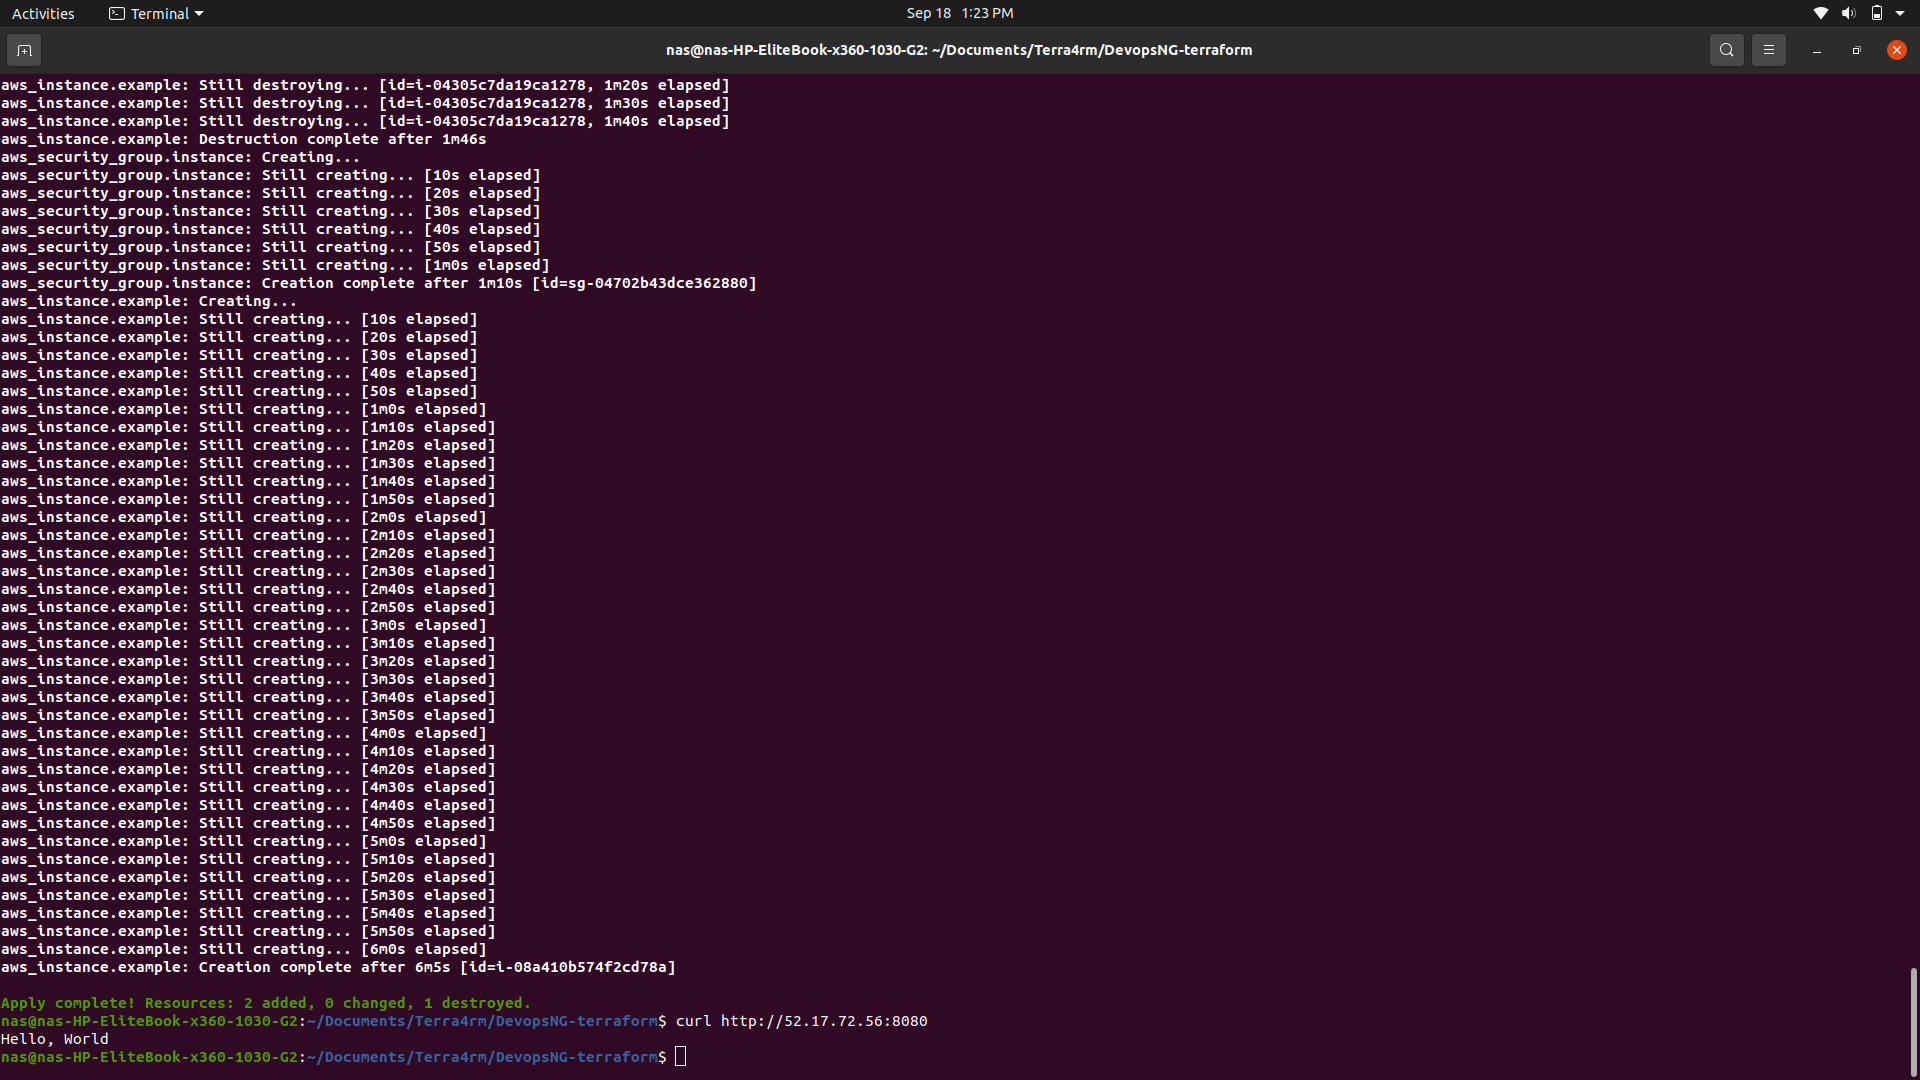 Activities
Terminal
Sep 18 1:23 PM
nas@nas-HP-EliteBook-x360-1030-G2: ~/Documents/Terra4rm/DevopsNG-terraform
aws_instance.example: Still destroying... [id=i-04305c7da19ca1278, 1m20s elapsed]
aws_instance.example: Still destroying... [id=i-04305c7da19ca1278, 1m30s elapsed]
aws_instance.example: Still destroying... [id=i-04305c7da19ca1278, 1m40s elapsed]
aws_instance.example: Destruction complete after 1m46s
aws_security_group.instance: Creating...
aws_security_group.instance: Still creating... [10s elapsed]
aws_security_group.instance: Still creating... [20s elapsed]
aws_security_group.instance: Still creating... [30s elapsed]
aws_security_group.instance: Still creating... [40s elapsed]
aws_security_group.instance: Still creating... [50s elapsed]
aws_security_group.instance: Still creating... [1m0s elapsed]
aws_security_group.instance: Creation complete after 1m10s [id=sg-04702b43dce362880]
aws_instance.example: Creating...
aws_instance.example: Still creating... [10s elapsed]
aws_instance.example: Still creating... [20s elapsed]
aws_instance.example: Still creating... [30s elapsed]
aws_instance.example: Still creating... [40s elapsed]
aws_instance.example: Still creating... [50s elapsed]
aws_instance.example: Still creating... [1m0s elapsed]
aws_instance.example: Still creating... [1m10s elapsed]
aws_instance.example: Still creating... [1m20s elapsed]
aws_instance.example: Still creating... [1m30s elapsed]
aws_instance.example: Still creating... [1m40s elapsed]
aws_instance.example: Still creating... [1m50s elapsed]
aws_instance.example: Still creating... [2m0s elapsed]
aws_instance.example: Still creating... [2m10s elapsed]
aws_instance.example: Still creating... [2m20s elapsed]
aws_instance.example: Still creating... [2m30s elapsed]
aws_instance.example: Still creating... [2m40s elapsed]
aws_instance.example: Still creating... [2m50s elapsed]
aws_instance.example: Still creating... [3m0s elapsed]
aws_instance.example: Still creating... [3m10s elapsed]
aws_instance.example: Still creating... [3m20s elapsed]
aws_instance.example: Still creating... [3m30s elapsed]
aws_instance.example: Still creating... [3m40s elapsed]
aws_instance.example: Still creating... [3m50s elapsed]
aws_instance.example: Still creating... [4m0s elapsed]
aws_instance.example: Still creating... [4m10s elapsed]
aws_instance.example: Still creating... [4m20s elapsed]
aws_instance.example: Still creating... [4m30s elapsed]
aws_instance.example: Still creating... [4m40s elapsed]
aws_instance.example: Still creating... [4m50s elapsed]
aws_instance.example: Still creating... [5m0s elapsed]
aws_instance.example: Still creating... [5m10s elapsed]
aws_instance.example: Still creating... [5m20s elapsed]
aws_instance.example: Still creating... [5m30s elapsed]
aws_instance.example: Still creating... [5m40s elapsed]
aws_instance.example: Still creating... [5m50s elapsed]
aws_instance.example: Still creating... [6m0s elapsed]
aws_instance.example: Creation complete after 6m5s [id=i-08a410b574f2cd78a]
Apply complete! Resources: 2 added, 0 changed, 1 destroyed.
nas@nas-HP-EliteBook-x360-1030-G2:~/Documents/Terra4rm/DevopsNG-terraform$ curl http://52.17.72.56:8080
Hello, World
nas@nas-HP-EliteBook-x360-1030-G2:~/Documents/Terra4rm/DevopsNG-terraform$